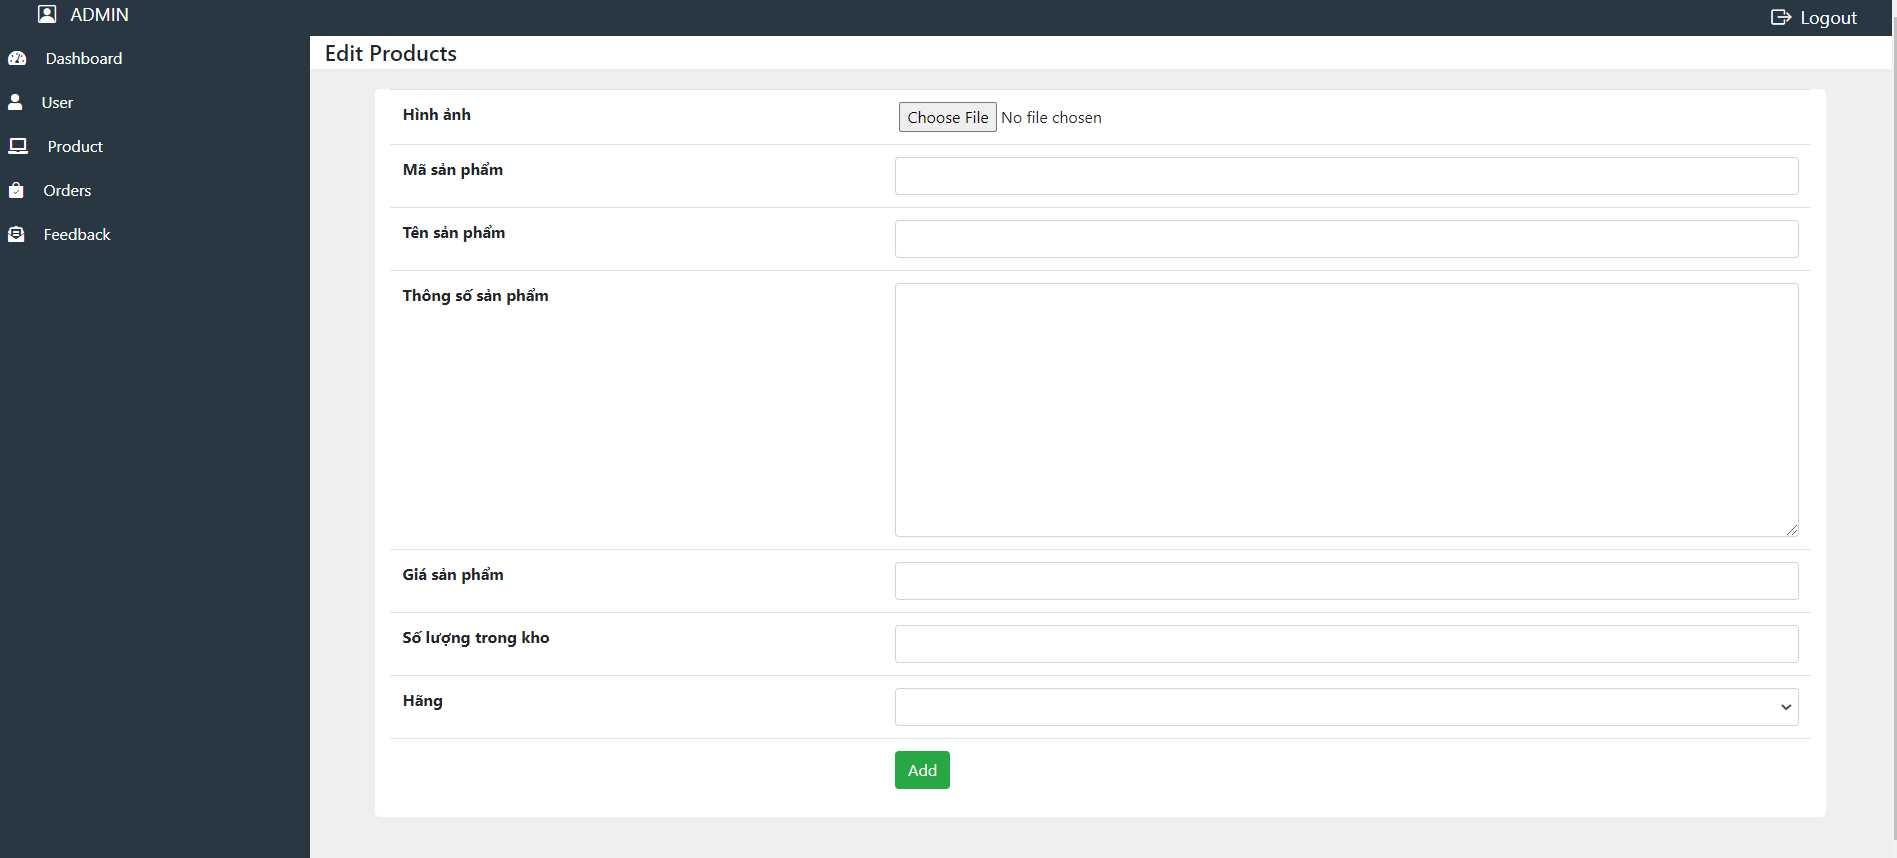 ADMIN
Logout
Dashboard
User
Product
Orders
Feedback
Edit Products
Hình ảnh
Choose File No file chosen
Mã sản phẩm
Tên sản phẩm
Thông số sản phẩm
Giá sản phẩm
Số lượng trong kho
Hãng
Add